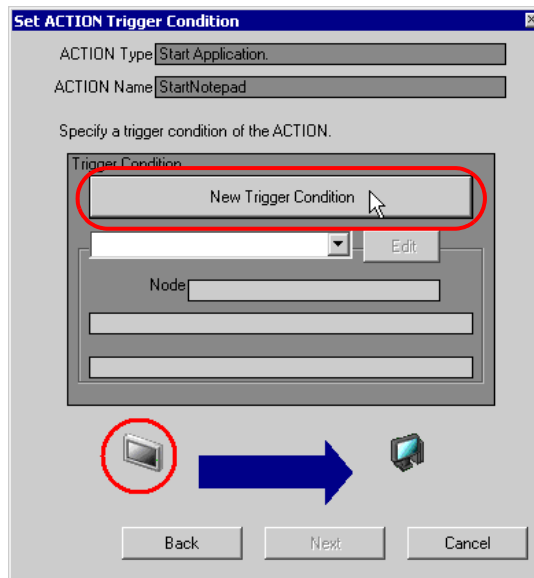 Set ACTION Trigger Condition
ACTION Type Start Application.
ACTION Name StartNotepad
Specify a trigger condition of the ACTION.
Trigger Condition
New Trigger Condition
Edit
Node
Back Next Cancel